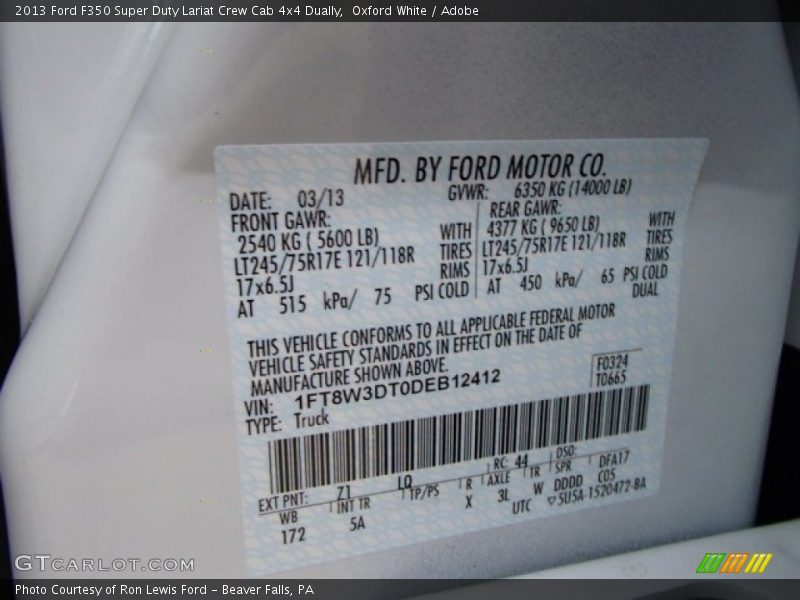 2013 Ford F350 Super Duty Lariat Crew Cab 4x4 Dually, Oxford White / Adobe
MFD. BY FORD MOTOR CO.
DATE: 03/13 GVWR: 6350 KG (14000 LB)
FRONT GAWR: REAR GAWR:
2540 KG ( 5600 LB) WITH 4377 KG ( 9650 LB) WITH
LT245/75R17E 121/118R TIRES LT245/75R17E 121/118R TIRES
17x6.5J RIMS 17x6.5J RIMS
AT 515 kPa/ 75 PSI COLD AT 450 kPa/ 65 PSI COLD
DUAL
THIS VEHICLE CONFORMS TO ALL APPLICABLE FEDERAL MOTOR
VEHICLE SAFETY STANDARDS IN EFFECT ON THE DATE OF
MANUFACTURE SHOWN ABOVE.
VIN: 1FT8W3DT0DEB12412
F0324
T0665
TYPE: Truck
EXT PNT: Z1 LQ RC: 44 DSO:
WB INT TR TP/PS R AXLE TR SPR DFA17
172 5A X 3L W DDDD C05
UTC ▽5U5A-1520472-BA
GTCARLOT.COM
Photo Courtesy of Ron Lewis Ford - Beaver Falls, PA